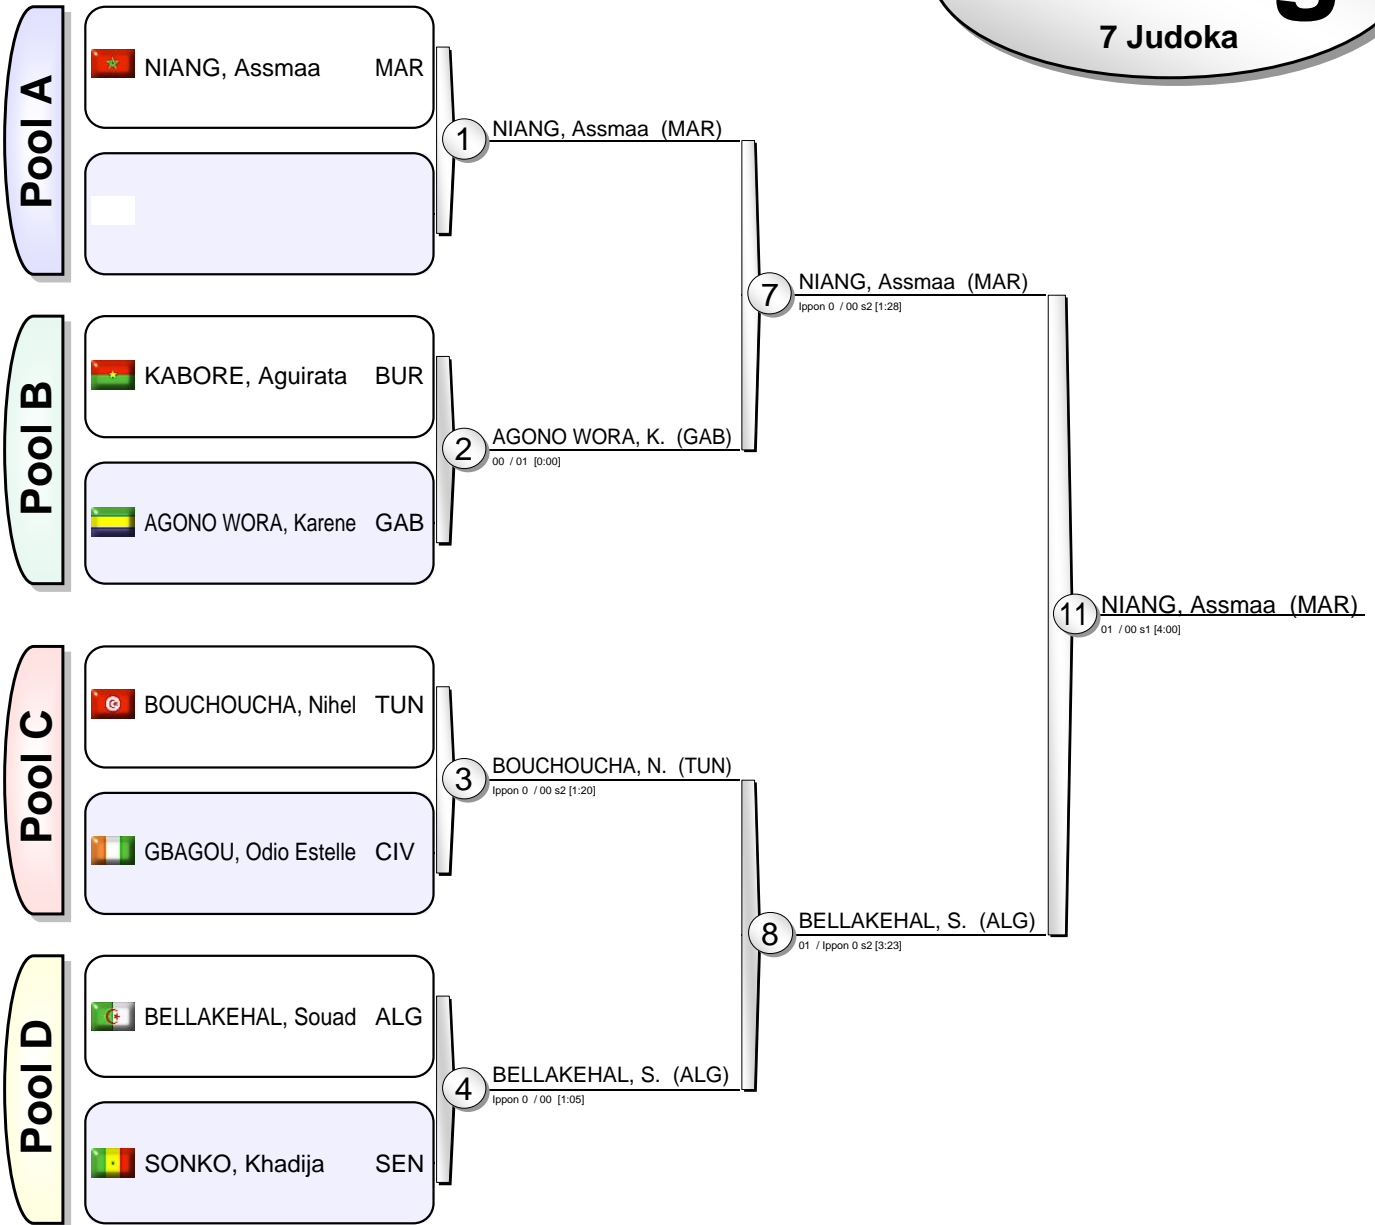 7 Judoka
Pool A
NIANG, Assmaa MAR
1
NIANG, Assmaa (MAR)
7
NIANG, Assmaa (MAR)
Ippon 0 / 00 s2 [1:28]
Pool B
KABORE, Aguirata BUR
AGONO WORA, Karene GAB
2
AGONO WORA, K. (GAB)
00 / 01 [0:00]
11
NIANG, Assmaa (MAR)
01 / 00 s1 [4:00]
Pool C
BOUCHOUCHA, Nihel TUN
GBAGOU, Odio Estelle CIV
3
BOUCHOUCHA, N. (TUN)
Ippon 0 / 00 s2 [1:20]
8
BELLAKEHAL, S. (ALG)
01 / Ippon 0 s2 [3:23]
Pool D
BELLAKEHAL, Souad ALG
SONKO, Khadija SEN
4
BELLAKEHAL, S. (ALG)
Ippon 0 / 00 [1:05]